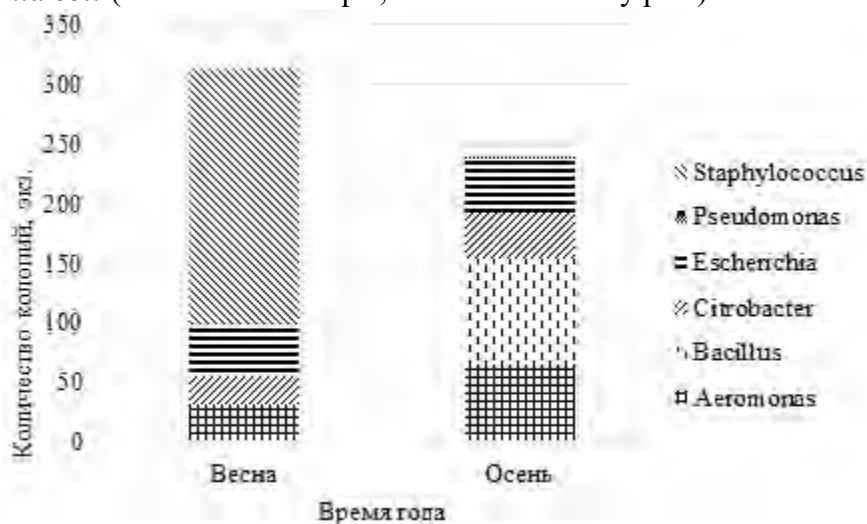 350
300
250
200
150
100
50
0
Количество колоний, экз.
Весна
Осень
Время года
Staphylococcus
Pseudomonas
Escherichia
Citrobacter
Bacillus
Aeromonas